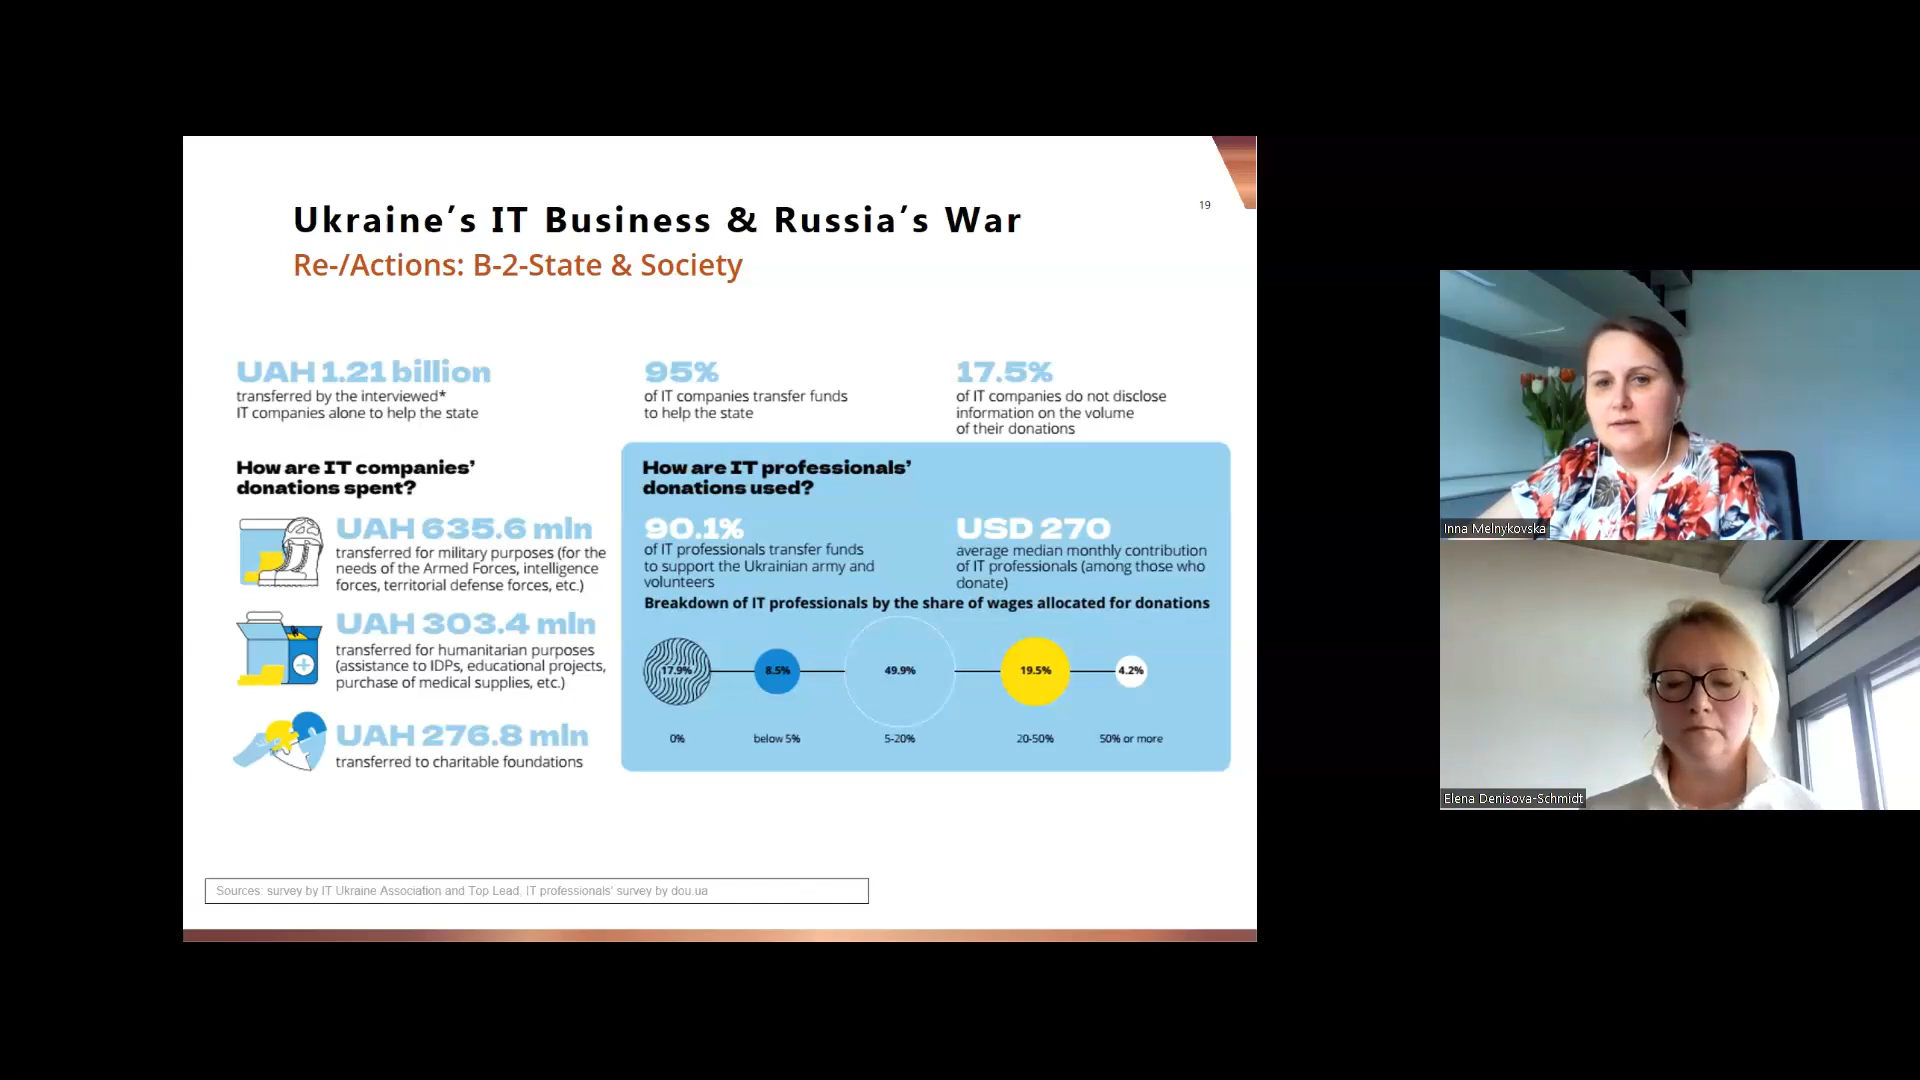 Ukraine’s IT Business & Russia’s War
19
Re-/Actions: B-2-State & Society
UAH 1.21 billion
transferred by the interviewed*
IT companies alone to help the state
95%
of IT companies transfer funds
to help the state
17.5%
of IT companies do not disclose
information on the volume
of their donations
How are IT companies’
donations spent?
UAH 635.6 mln
transferred for military purposes (for the
needs of the Armed Forces, intelligence
forces, territorial defense forces, etc.)
UAH 303.4 mln
transferred for humanitarian purposes
(assistance to IDPs, educational projects,
purchase of medical supplies, etc.)
UAH 276.8 mln
transferred to charitable foundations
How are IT professionals’
donations used?
90.1%
of IT professionals transfer funds
to support the Ukrainian army and
volunteers
USD 270
average median monthly contribution
of IT professionals (among those who
donate)
Breakdown of IT professionals by the share of wages allocated for donations
17.9% 8.5% 49.9% 19.5% 4.2%
0% below 5% 5-20% 20-50% 50% or more
Sources: survey by IT Ukraine Association and Top Lead, IT professionals' survey by dou.ua
Inna Melnykovska
Elena Denisova-Schmidt